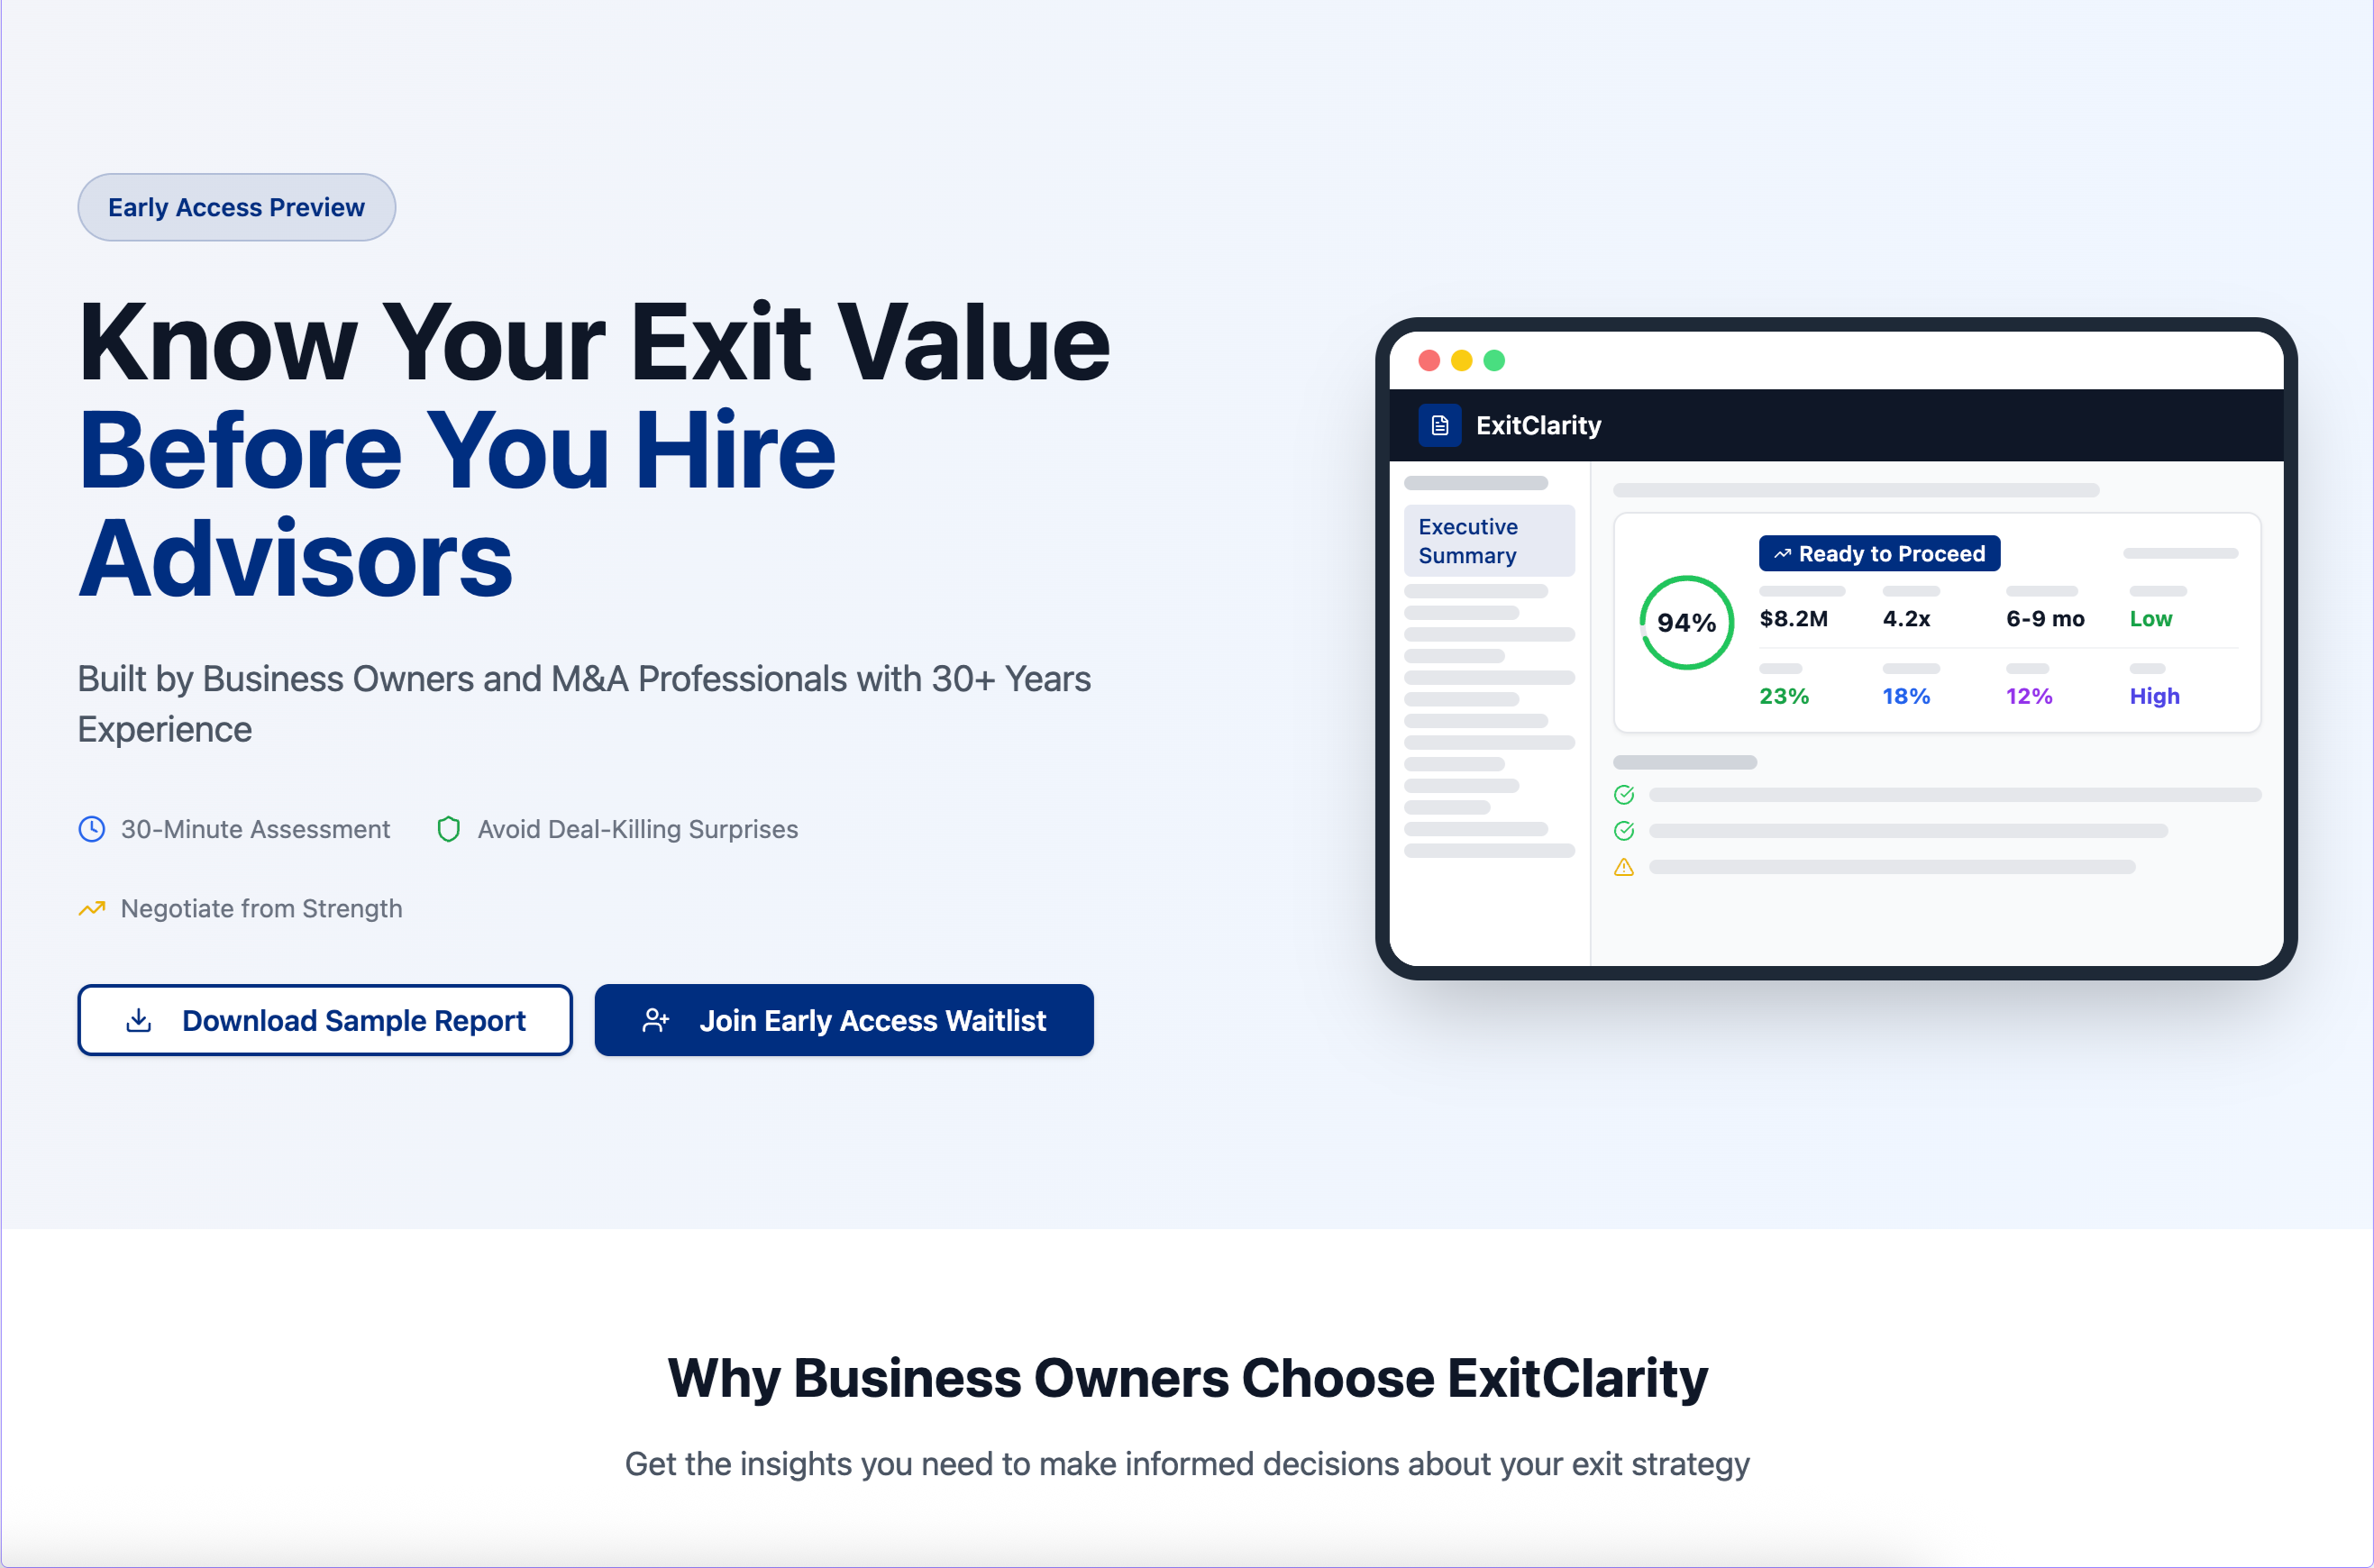 Early Access Preview
Know Your Exit Value
Before You Hire
Advisors
Built by Business Owners and M&A Professionals with 30+ Years
Experience
30-Minute Assessment
Avoid Deal-Killing Surprises
Negotiate from Strength
Download Sample Report
Join Early Access Waitlist
ExitClarity
Executive
Summary
Ready to Proceed
94%
$8.2M 4.2x 6-9 mo Low
23% 18% 12% High
Why Business Owners Choose ExitClarity
Get the insights you need to make informed decisions about your exit strategy